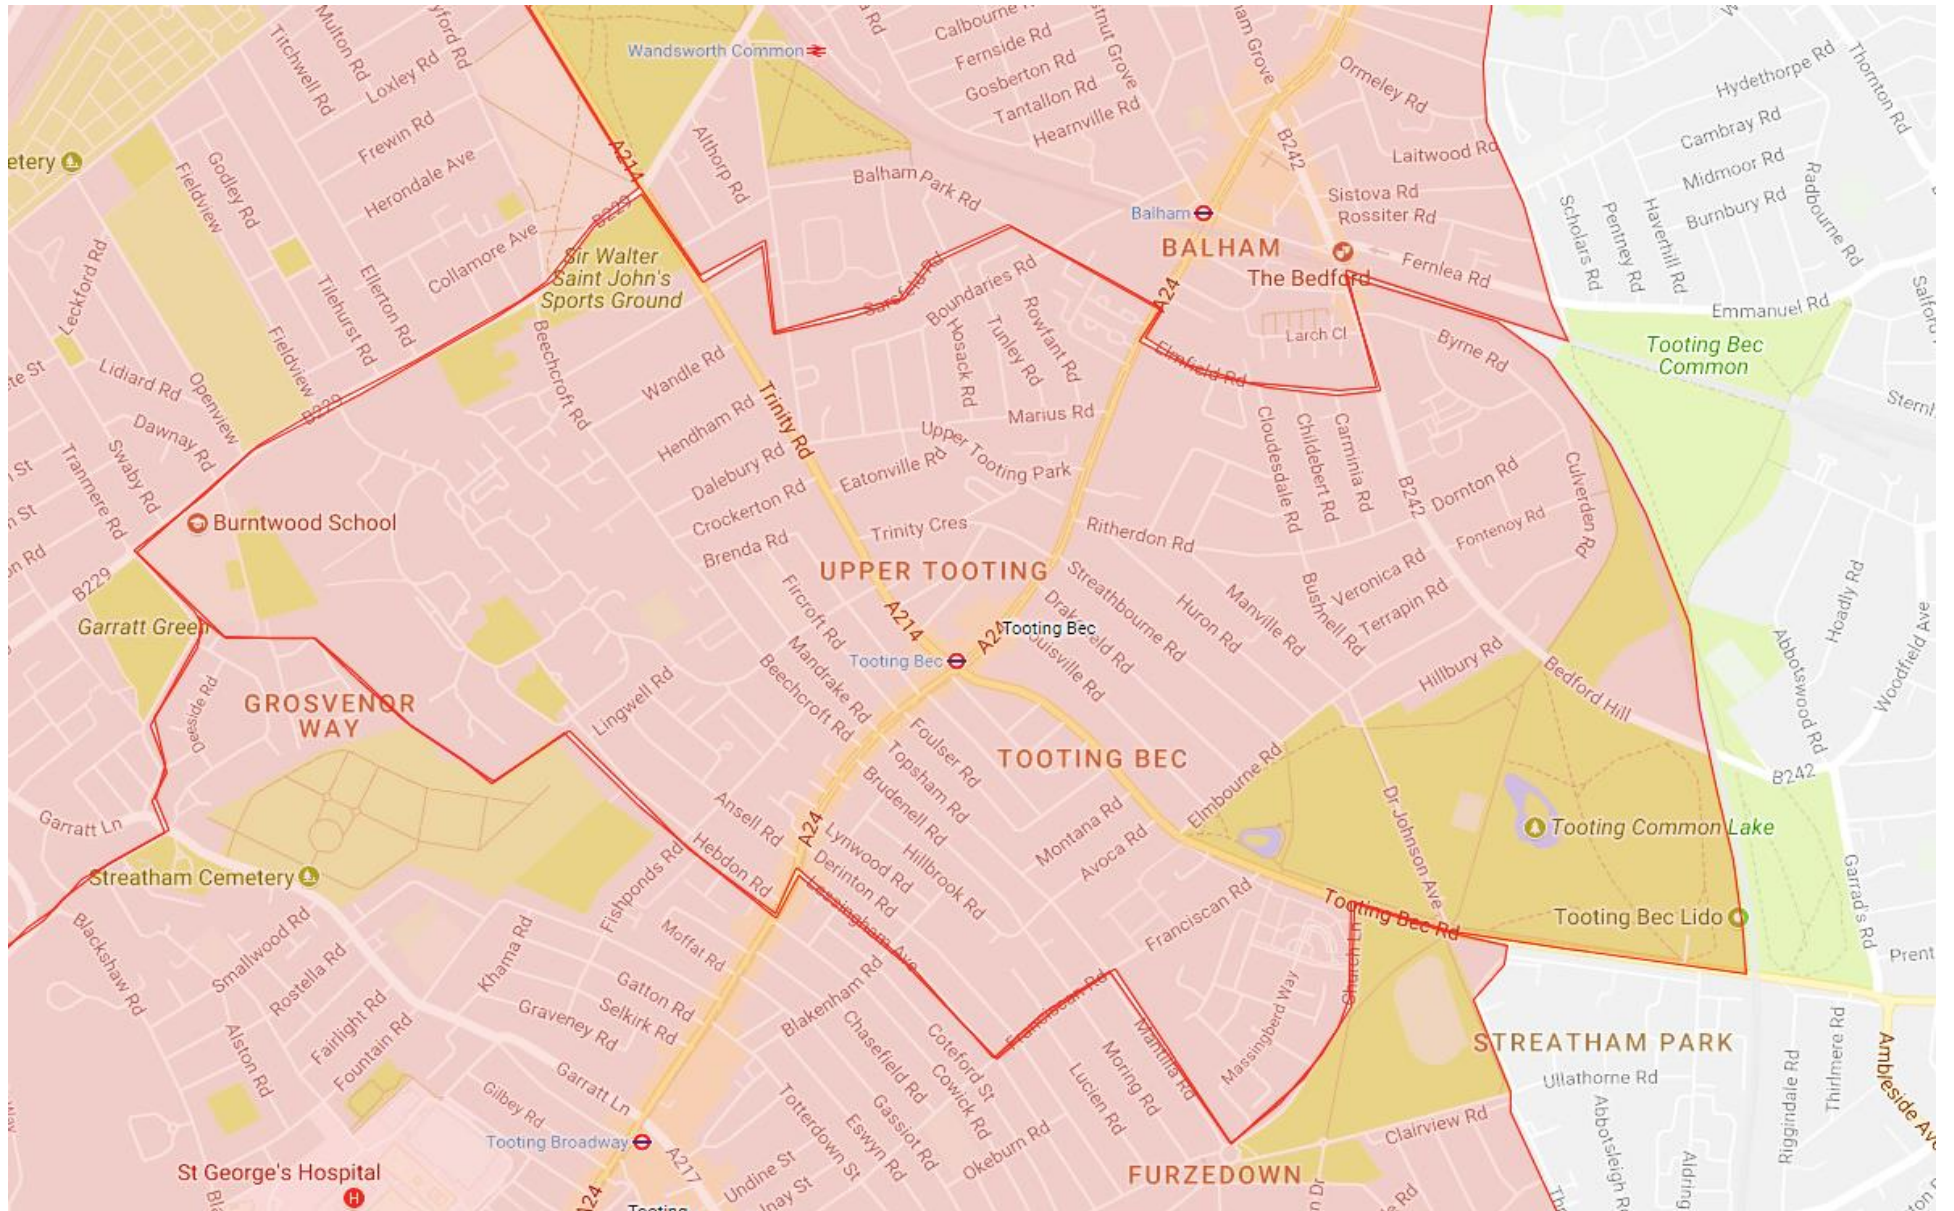 Wandsworth Common
Multon Rd
Titchwell Rd
Loxley Rd
Frewin Rd
Herondale Ave
Godley Rd
Fieldview
A214
B229
Althorp Rd
Balham Park Rd
Fernside Rd
Gosberton Rd
Tantallon Rd
Hearnville Rd
Ormeley Rd
B242
Laitwood Rd
Sistova Rd
Rossiter Rd
Hydethorpe Rd
Thornton Rd
Cambray Rd
Midmoor Rd
Burnbury Rd
Radbourne Rd
Scholars Rd
Pentney Rd
Haverhill Rd
Balham
BALHAM
The Bedford
Fernlea Rd
Emmanuel Rd
Tooting Bec
Common
Leckford Rd
Tilehurst Rd
Ellerton Rd
Collamore Ave
Sir Walter
Saint John's
Sports Ground
Beechcroft Rd
Fieldview
B229
Openview
Lidiard Rd
Dawnay Rd
Swaby Rd
Tranmere Rd
Wandle Rd
Trinity Rd
Hendham Rd
Dalebury Rd
Crockerton Rd
Brenda Rd
Sarsfeld Rd
Boundaries Rd
Hosack Rd
Tunley Rd
Rowfant Rd
Marius Rd
Upper Tooting Park
Eatonville Rd
Trinity Cres
A24
Elmfield Rd
Larch Cl
Byrne Rd
Cloudesdale Rd
Childebert Rd
Carminia Rd
B242
Dornton Rd
Fontenoy Rd
Culverden Rd
Ritherdon Rd
Veronica Rd
Terrapin Rd
Bushnell Rd
Manville Rd
Huron Rd
Streathbourne Rd
Drakefield Rd
Louisville Rd
Burntwood School
B229
Garratt Green
UPPER TOOTING
Fircroft Rd
A214
A24
Tooting Bec
Tooting Bec
Mandrake Rd
Beechcroft Rd
Lingwell Rd
GROSVENOR
WAY
Deeside Rd
Garratt Ln
Streatham Cemetery
Hillbury Rd
Bedford Hill
Hoadly Rd
Abbotswood Rd
Woodfield Ave
B242
Foulser Rd
Topsham Rd
Brudenell Rd
TOOTING BEC
Elmbourne Rd
Montana Rd
Avoca Rd
Dr Johnson Ave
Tooting Common Lake
Tooting Bec Lido
Garrad's Rd
Ansell Rd
A24
Hebdon Rd
Lynwood Rd
Derinton Rd
Hillbrook Rd
Lessingham Ave
Franciscan Rd
Tooting Bec Rd
Church Ln
Fishponds Rd
Moffat Rd
Gatton Rd
Selkirk Rd
Graveney Rd
Khama Rd
Smallwood Rd
Rostella Rd
Fairlight Rd
Fountain Rd
Blackshaw Rd
Alston Rd
Garratt Ln
Gilbey Rd
Tooting Broadway
A217
St George's Hospital
A24
Blakenham Rd
Chasefield Rd
Coteford St
Cowick Rd
Gassiot Rd
Eswyn Rd
Totterdown St
Undine St
Okeburn Rd
Franciscan Rd
Mantilla Rd
Moring Rd
Lucien Rd
Massingberd Way
FURZEDOWN
Clairview Rd
STREATHAM PARK
Ullathorne Rd
Abbotsleigh Rd
Riggindale Rd
Thirlmere Rd
Ambleside Ave